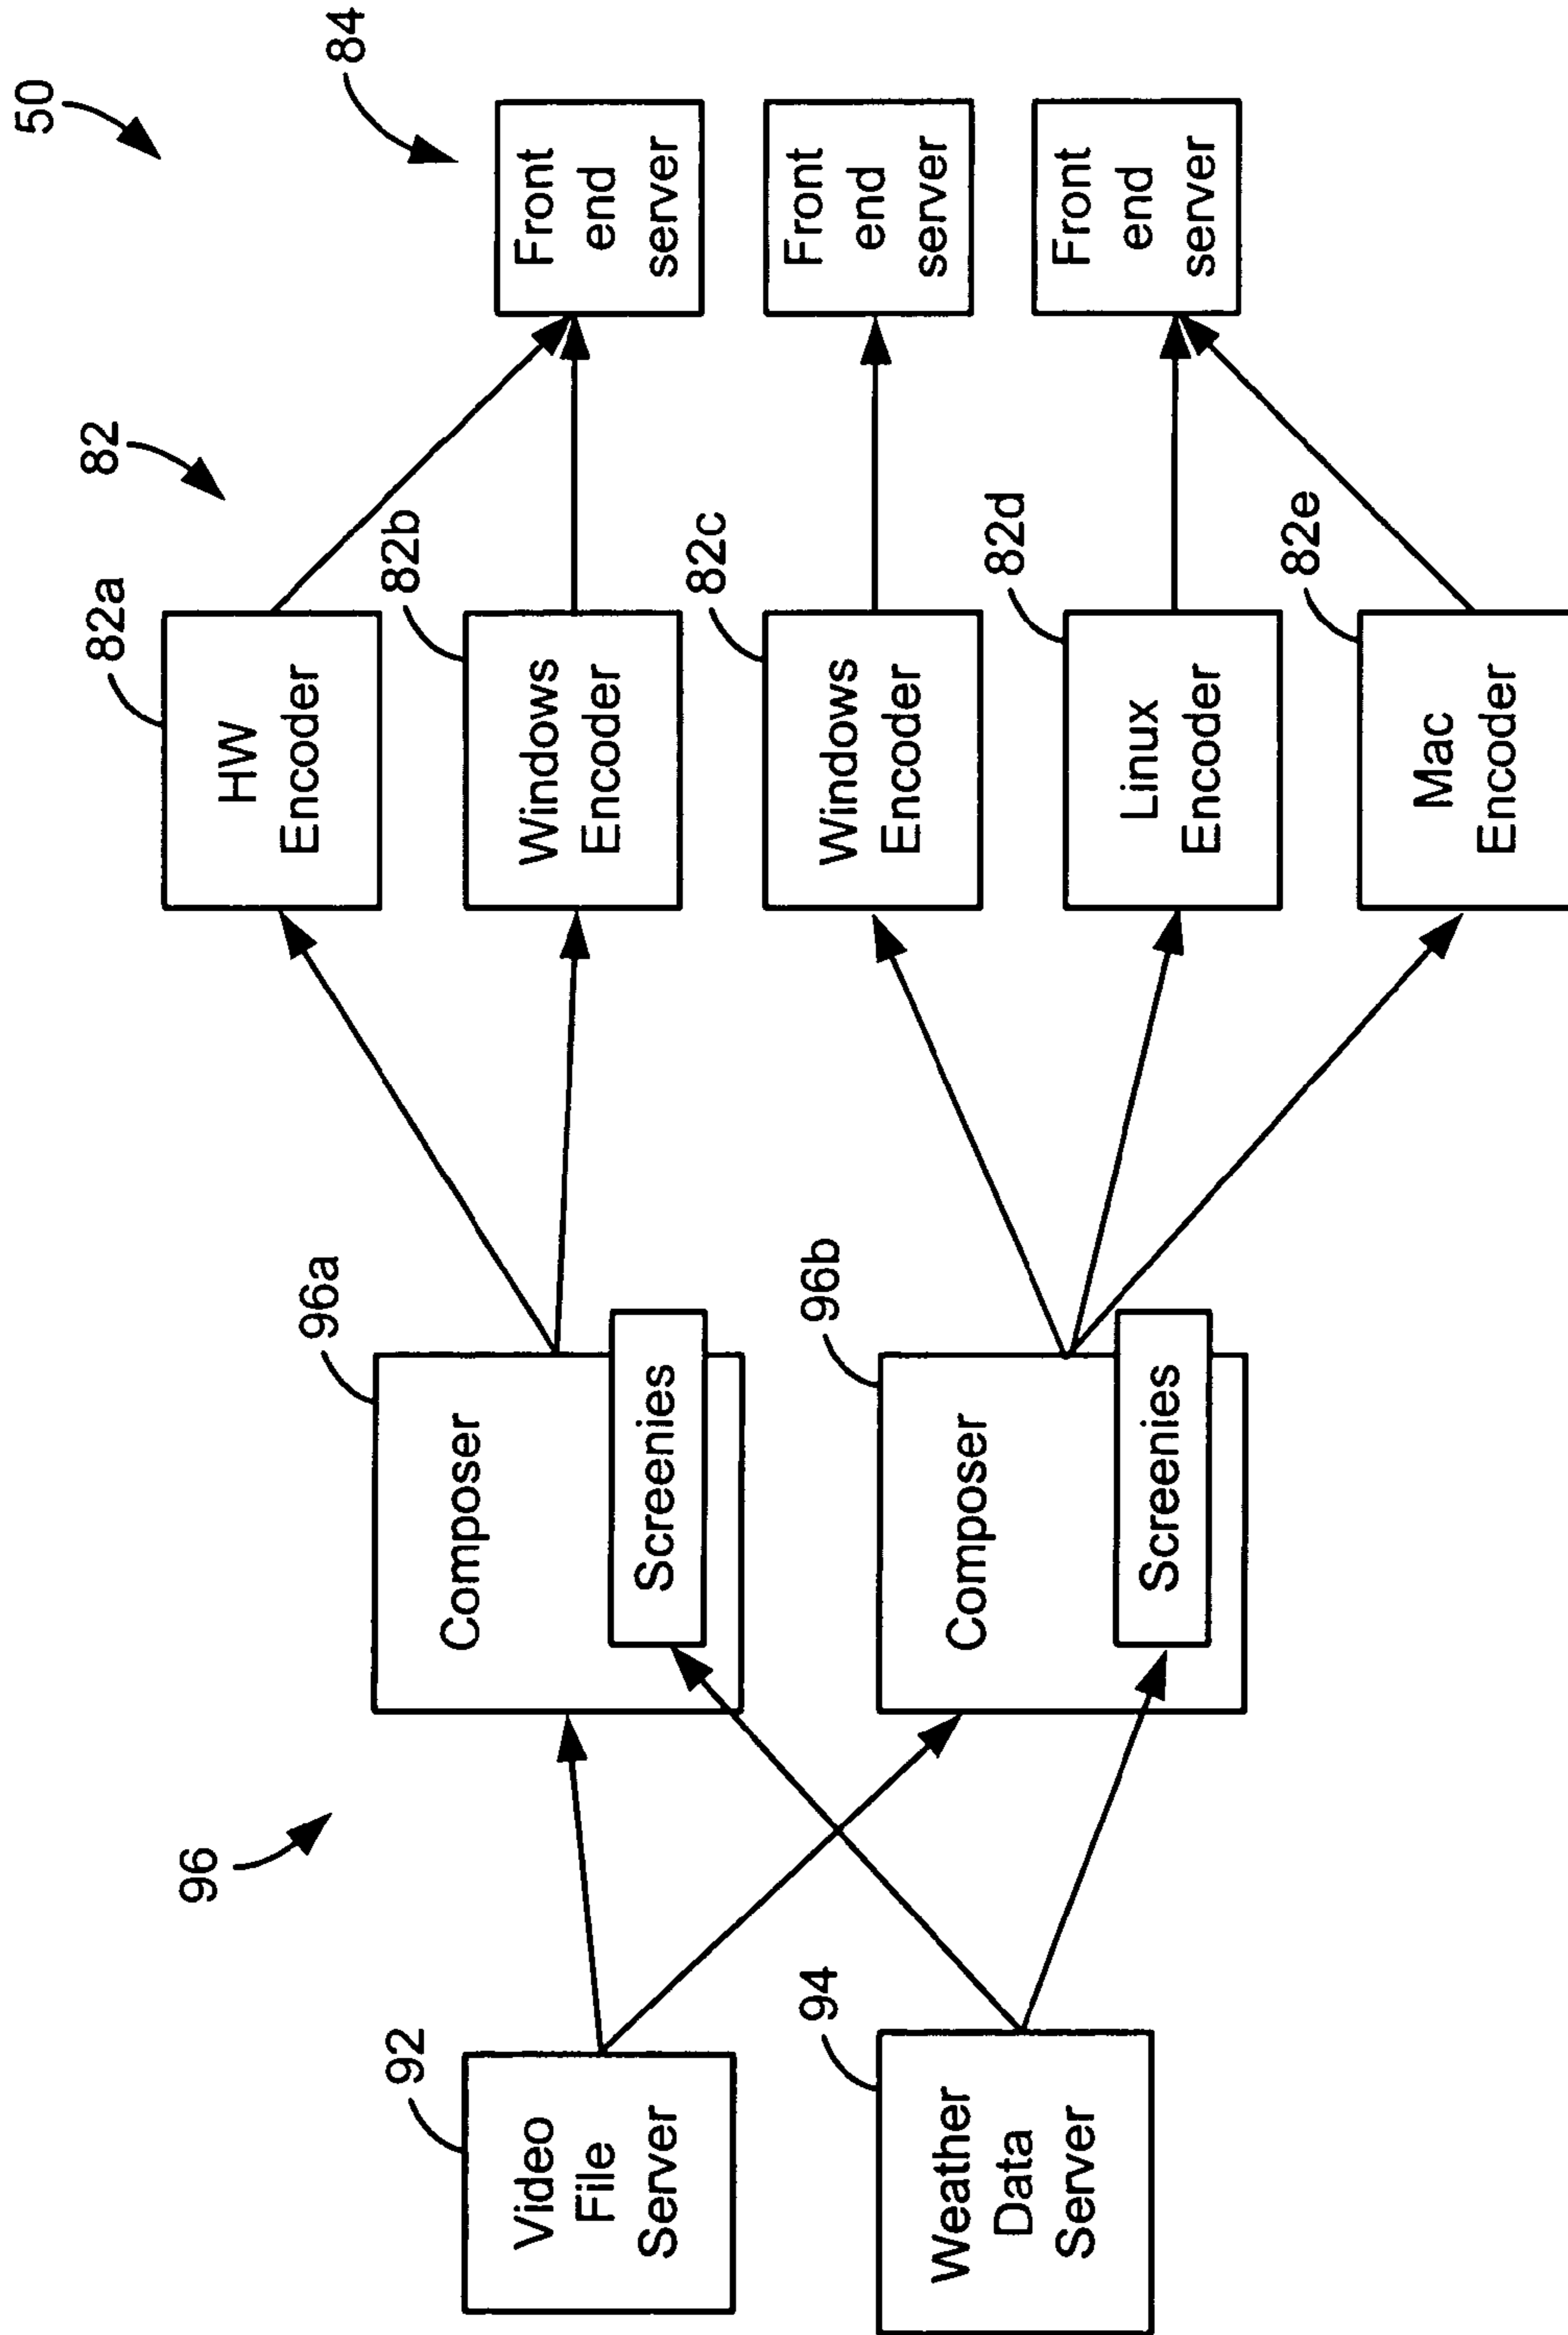 50
84
82
82a
HW
Encoder
82b
Windows
Encoder
82c
Windows
Encoder
82d
Linux
Encoder
82e
Mac
Encoder
Front
end
server
Front
end
server
Front
end
server
96
96a
Composer
Screenies
96b
Composer
Screenies
92
Video
File
Server
94
Weather
Data
Server